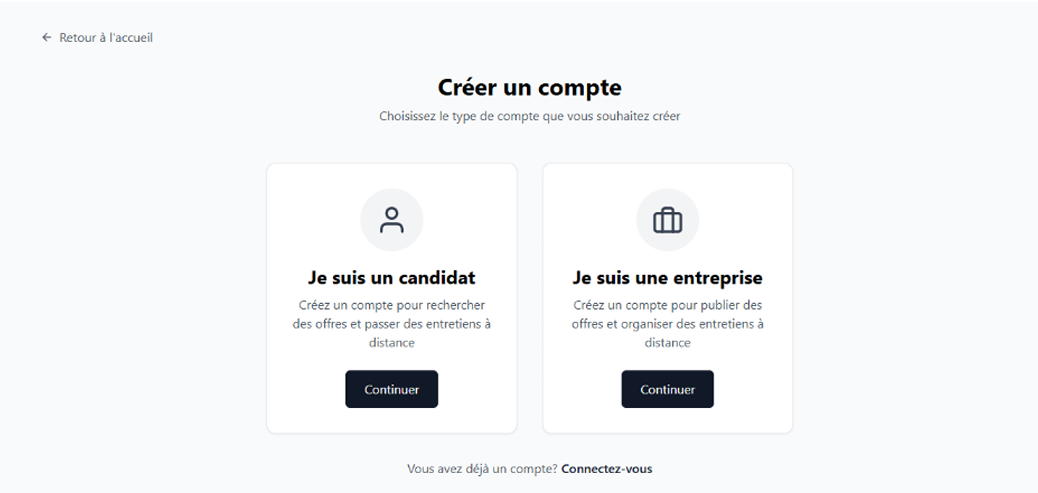 ← Retour à l'accueil
Créer un compte
Choisissez le type de compte que vous souhaitez créer
Je suis un candidat
Créez un compte pour rechercher
des offres et passer des entretiens à
distance
Continuer
Je suis une entreprise
Créez un compte pour publier des
offres et organiser des entretiens à
distance
Continuer
Vous avez déjà un compte? Connectez-vous